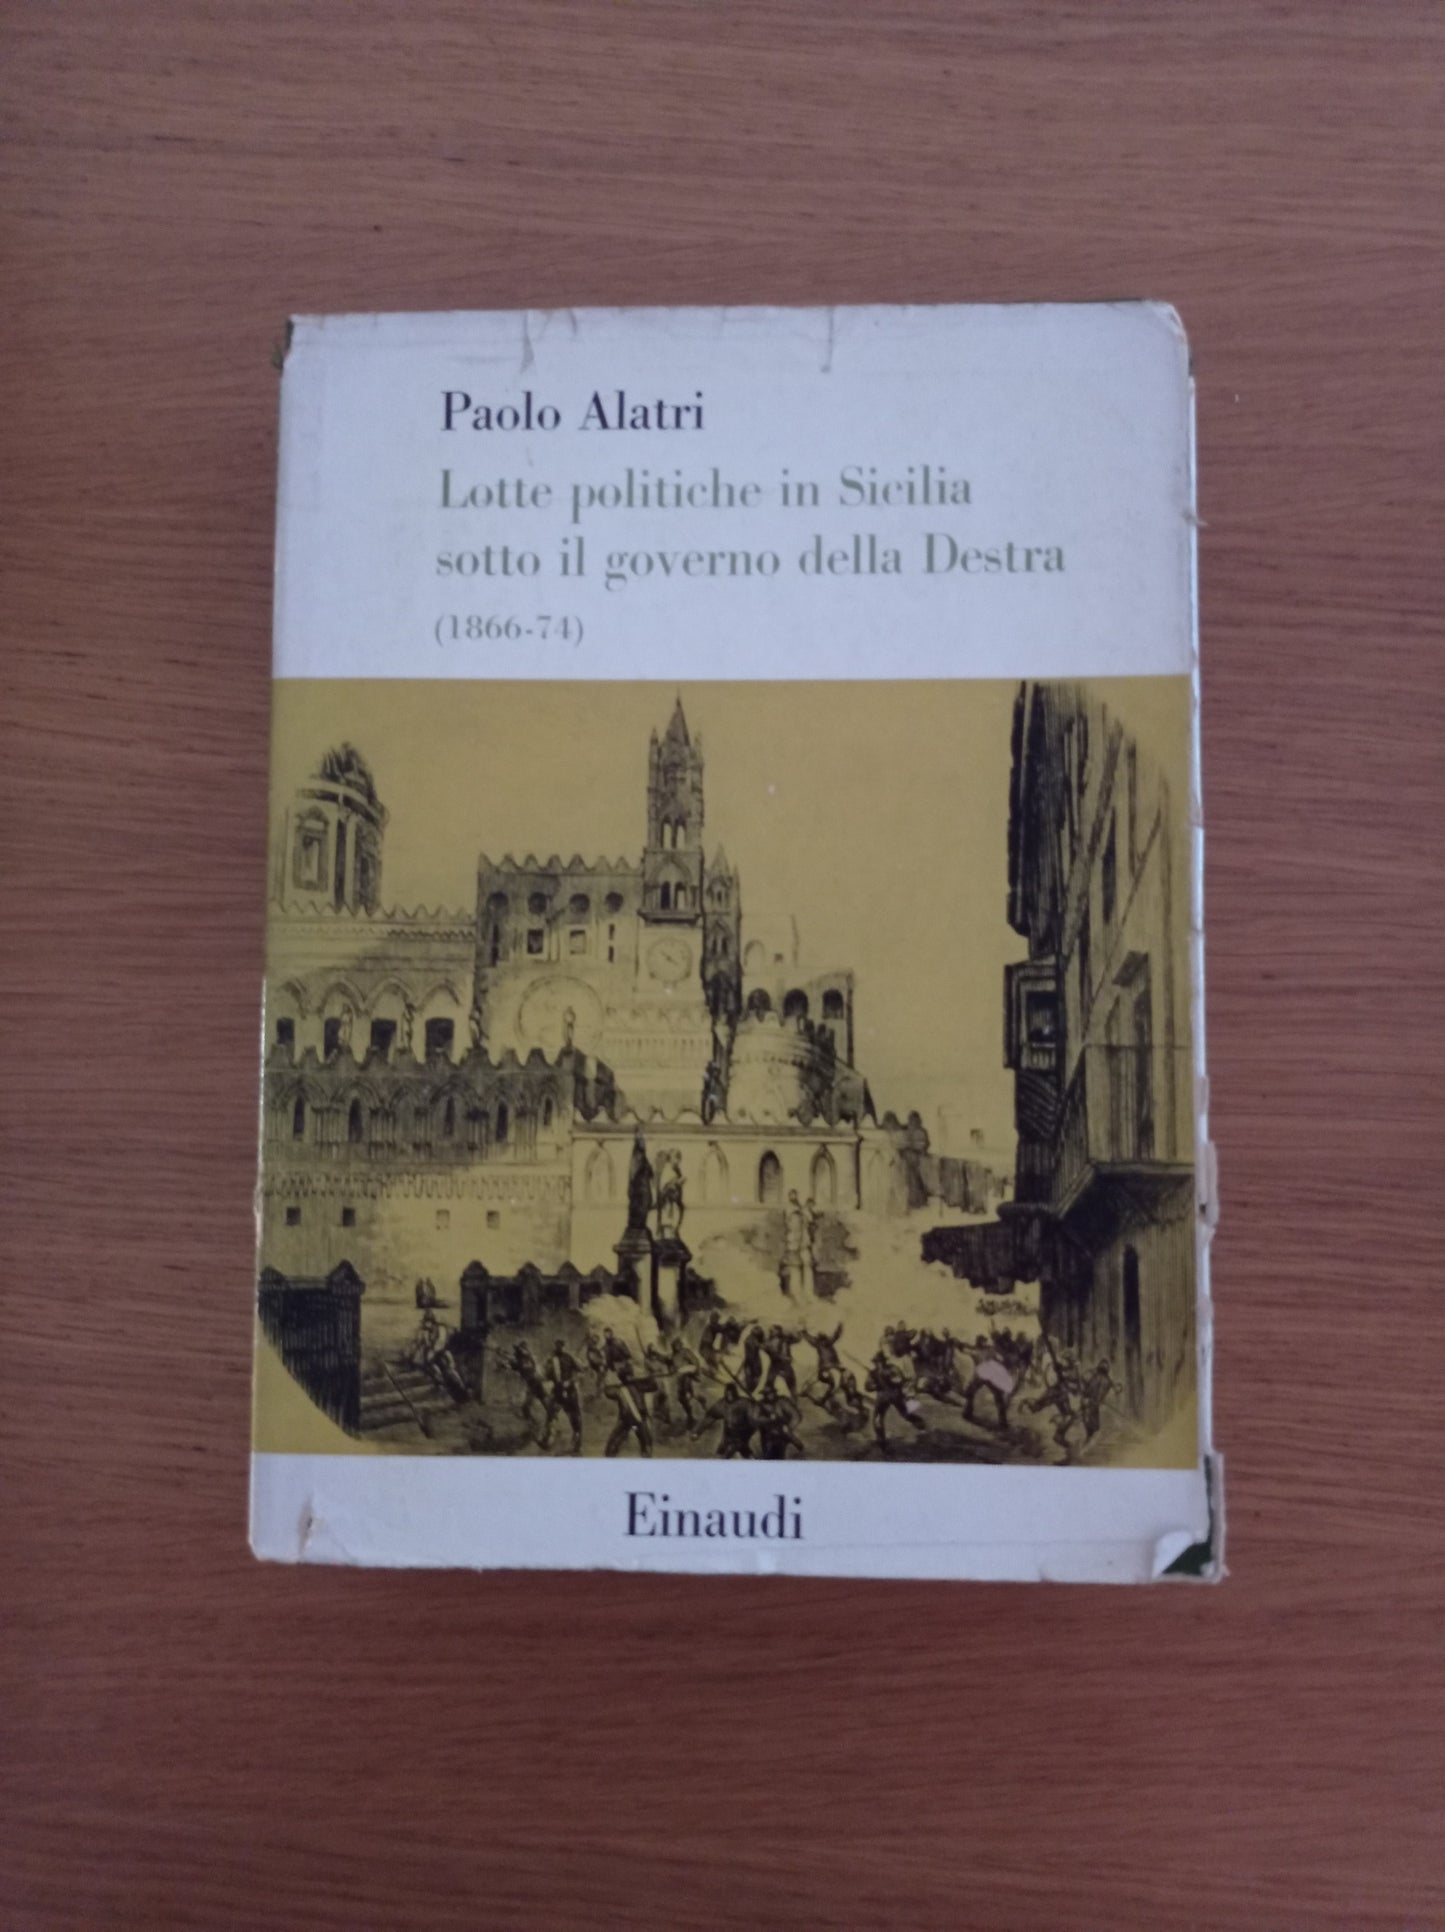 Paolo Alatri
Lotte politiche in Sicilia
sotto il governo della Destra
(1866-74)
Einaudi